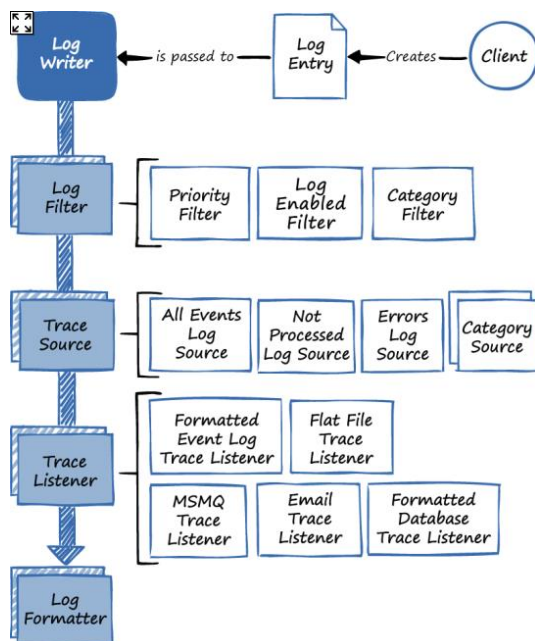 Log
Writer
is passed to
Log
Entry
Creates
Client
Log
Filter
Priority
Filter
Log
Enabled
Filter
Category
Filter
Trace
Source
All Events
Log
Source
Not
Processed
Log Source
Errors
Log
Source
Category
Source
Trace
Listener
Formatted
Event Log
Trace Listener
Flat File
Trace
Listener
MSMQ
Trace
Listener
Email
Trace
Listener
Formatted
Database
Trace Listener
Log
Formatter